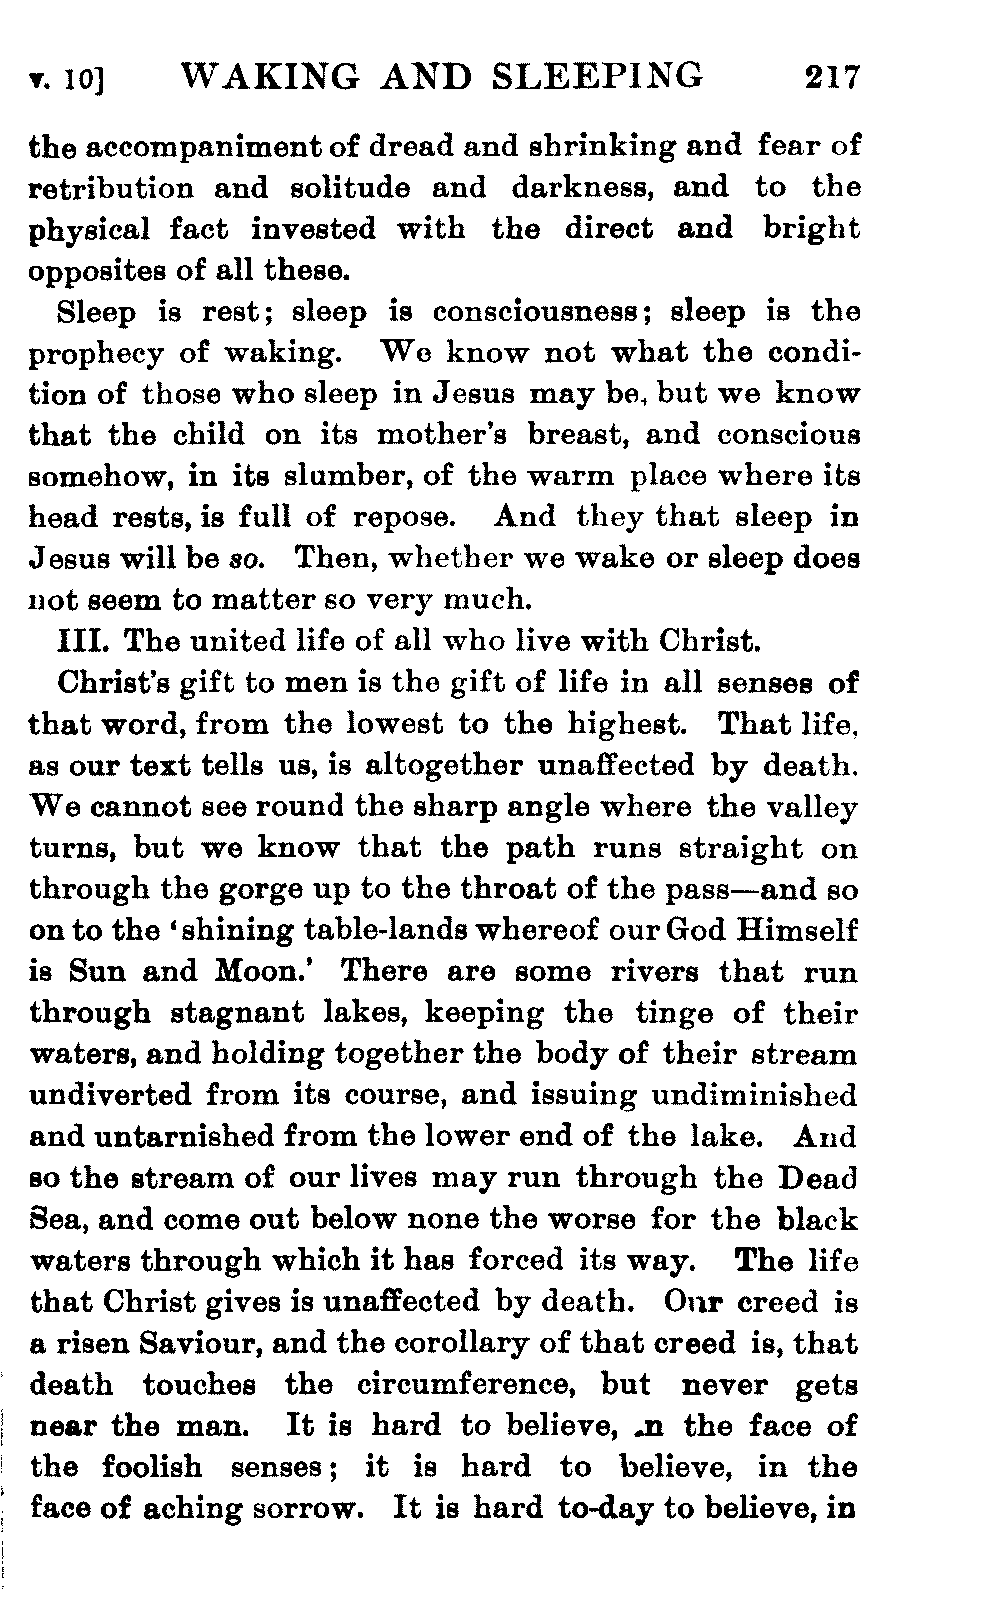 v. 10] WAKING AND SLEEPING 217
the accompaniment of dread and shrinking and fear of
retribution and solitude and darkness, and to the
physical fact invested with the direct and bright
opposites of all these.
Sleep is rest; sleep is consciousness; sleep is the
prophecy of waking. We know not what the condi-
tion of those who sleep in Jesus may be, but we know
that the child on its mother's breast, and conscious
somehow, in its slumber, of the warm place where its
head rests, is full of repose. And they that sleep in
Jesus will be so. Then, whether we wake or sleep does
not seem to matter so very much.
III. The united life of all who live with Christ.
Christ's gift to men is the gift of life in all senses of
that word, from the lowest to the highest. That life,
as our text tells us, is altogether unaffected by death.
We cannot see round the sharp angle where the valley
turns, but we know that the path runs straight on
through the gorge up to the throat of the pass—and so
on to the 'shining table-lands whereof our God Himself
is Sun and Moon.' There are some rivers that run
through stagnant lakes, keeping the tinge of their
waters, and holding together the body of their stream
undiverted from its course, and issuing undiminished
and untarnished from the lower end of the lake. And
so the stream of our lives may run through the Dead
Sea, and come out below none the worse for the black
waters through which it has forced its way. The life
that Christ gives is unaffected by death. Our creed is
a risen Saviour, and the corollary of that creed is, that
death touches the circumference, but never gets
near the man. It is hard to believe, in the face of
the foolish senses; it is hard to believe, in the
face of aching sorrow. It is hard to-day to believe, in